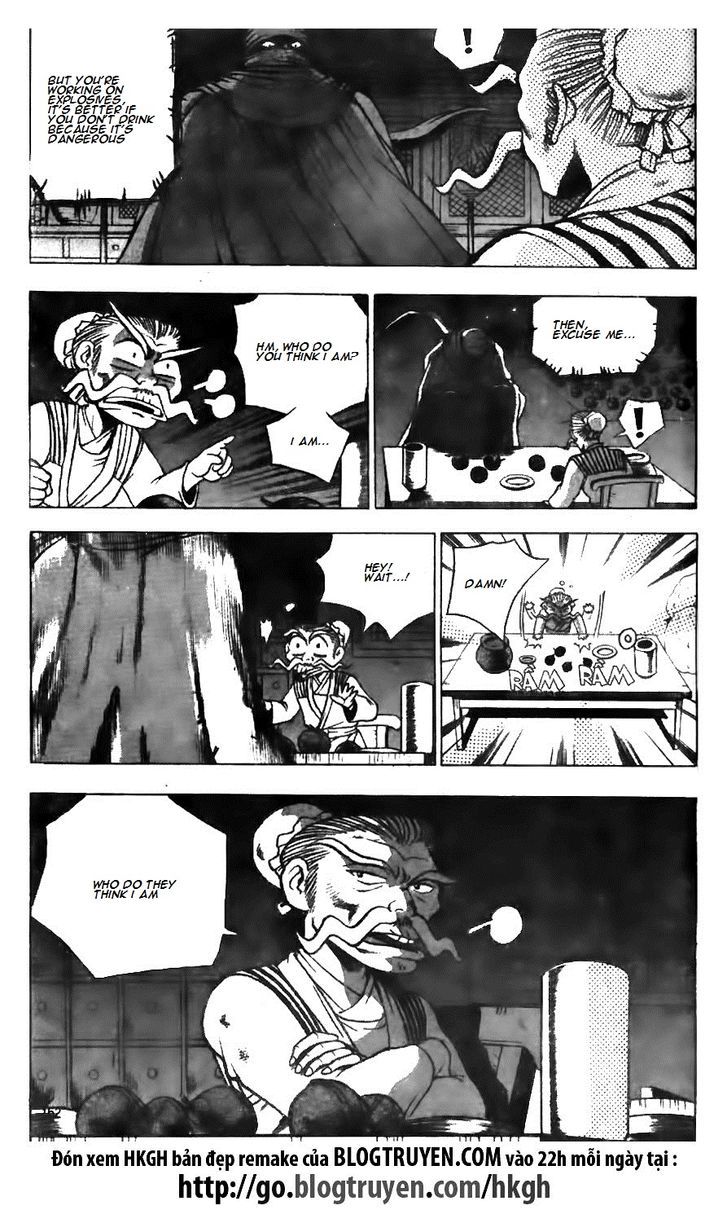 !
BUT YOU'RE
WORKING ON
EXPLOSIVES,
IT'S BETTER IF
YOU DON'T DRINK
BECAUSE IT'S
DANGEROUS
HM, WHO DO
YOU THINK I AM?
I AM...
THEN,
EXCUSE ME...
!
HEY!
WAIT...!
DAMN!
RẦM RẦM
WHO DO THEY
THINK I AM
Đón xem HKGH bản đẹp remake của BLOGTRUYEN.COM vào 22h mỗi ngày tại :
http://go.blogtruyen.com/hkgh